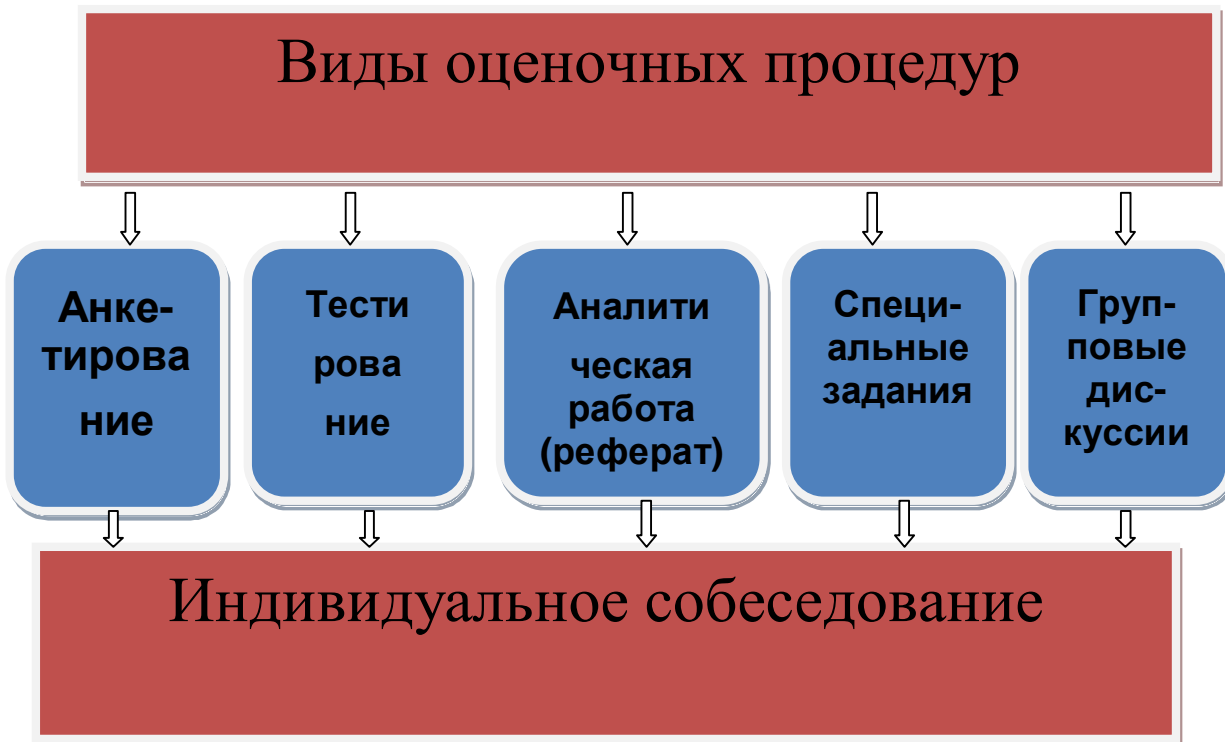 Виды оценочных процедур
Анке-
тирова
ние
Тести
рова
ние
Аналити
ческая
работа
(реферат)
Специ-
альные
задания
Груп-
повые
дис-
куссии
Индивидуальное собеседование